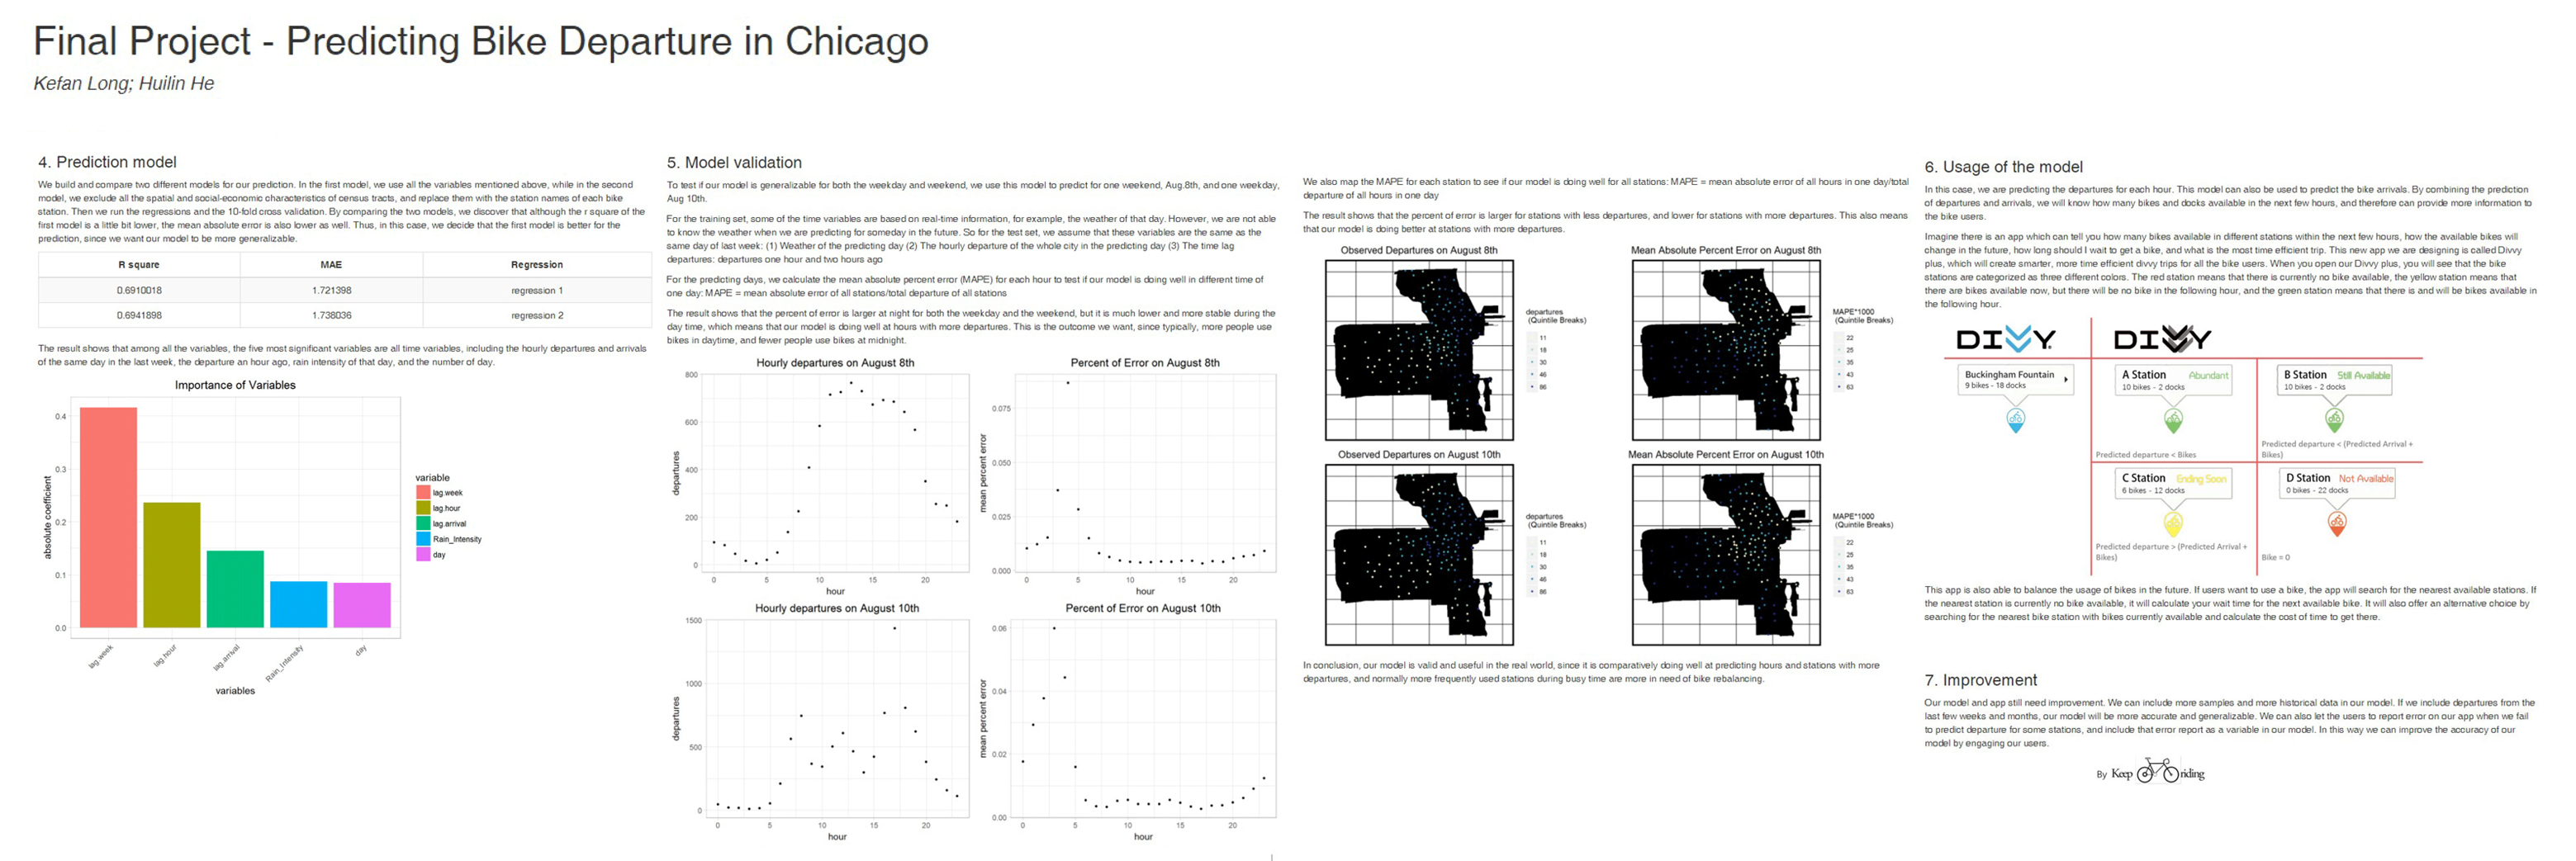 Final Project - Predicting Bike Departure in Chicago
Kefan Long; Huilin He
4. Prediction model
We build and compare two different models for our prediction. In the first model, we use all the variables mentioned above, while in the second
model, we exclude all the spatial and social-economic characteristics of census tracts, and replace them with the station names of each bike
station. Then we run the regressions and the 10-fold cross validation. By comparing the two models, we discover that although the r square of the
first model is a little bit lower, the mean absolute error is also lower as well. Thus, in this case, we decide that the first model is better for the
prediction, since we want our model to be more generalizable.
R square MAE Regression
0.6910018 1.721398 regression 1
0.6941898 1.738036 regression 2
The result shows that among all the variables, the five most significant variables are all time variables, including the hourly departures and arrivals
of the same day in the last week, the departure an hour ago, rain intensity of that day, and the number of day.
Importance of Variables
absolute coefficient
0.4
0.3
0.2
0.1
0.0
lag.week
lag.hour
lag.arrival
Rain_Intensity
day
variables
variable
lag.week
lag.hour
lag.arrival
Rain_Intensity
day
5. Model validation
To test if our model is generalizable for both the weekday and weekend, we use this model to predict for one weekend, Aug.8th, and one weekday,
Aug 10th.
For the training set, some of the time variables are based on real-time information, for example, the weather of that day. However, we are not able
to know the weather when we are predicting for someday in the future. So for the test set, we assume that these variables are the same as the
same day of last week: (1) Weather of the predicting day (2) The hourly departure of the whole city in the predicting day (3) The time lag
departures: departures one hour and two hours ago
For the predicting days, we calculate the mean absolute percent error (MAPE) for each hour to test if our model is doing well in different time of
one day: MAPE = mean absolute error of all stations/total departure of all stations
The result shows that the percent of error is larger at night for both the weekday and the weekend, but it is much lower and more stable during the
day time, which means that our model is doing well at hours with more departures. This is the outcome we want, since typically, more people use
bikes in daytime, and fewer people use bikes at midnight.
Hourly departures on August 8th
departures
800
600
400
200
0
0 5 10 15 20
hour
Percent of Error on August 8th
mean percent error
0.075
0.050
0.025
0.000
0 5 10 15 20
hour
Hourly departures on August 10th
departures
1500
1000
500
0
0 5 10 15 20
hour
Percent of Error on August 10th
mean percent error
0.06
0.04
0.02
0.00
0 5 10 15 20
hour
We also map the MAPE for each station to see if our model is doing well for all stations: MAPE = mean absolute error of all hours in one day/total
departure of all hours in one day
The result shows that the percent of error is larger for stations with less departures, and lower for stations with more departures. This also means
that our model is doing better at stations with more departures.
Observed Departures on August 8th
departures
(Quintile Breaks)
11
18
30
46
86
Mean Absolute Percent Error on August 8th
MAPE*1000
(Quintile Breaks)
22
25
35
43
63
Observed Departures on August 10th
departures
(Quintile Breaks)
11
18
30
46
86
Mean Absolute Percent Error on August 10th
MAPE*1000
(Quintile Breaks)
22
25
35
43
63
In conclusion, our model is valid and useful in the real world, since it is comparatively doing well at predicting hours and stations with more
departures, and normally more frequently used stations during busy time are more in need of bike rebalancing.
6. Usage of the model
In this case, we are predicting the departures for each hour. This model can also be used to predict the bike arrivals. By combining the prediction
of departures and arrivals, we will know how many bikes and docks available in the next few hours, and therefore can provide more information to
the bike users.
Imagine there is an app which can tell you how many bikes available in different stations within the next few hours, how the available bikes will
change in the future, how long should I wait to get a bike, and what is the most time efficient trip. This new app we are designing is called Divvy
plus, which will create smarter, more time efficient divvy trips for all the bike users. When you open our Divvy plus, you will see that the bike
stations are categorized as three different colors. The red station means that there is currently no bike available, the yellow station means that
there are bikes available now, but there will be no bike in the following hour, and the green station means that there is and will be bikes available in
the following hour.
DIVVY DIVVY
Buckingham Fountain
9 bikes - 18 docks
A Station Abundant
10 bikes - 2 docks
Predicted departure < Bikes
B Station Still Available
10 bikes - 2 docks
Predicted departure < (Predicted Arrival +
Bikes)
C Station Ending Soon
6 bikes - 12 docks
Predicted departure > (Predicted Arrival +
Bikes)
D Station Not Available
0 bikes - 22 docks
Bike = 0
This app is also able to balance the usage of bikes in the future. If users want to use a bike, the app will search for the nearest available stations. If
the nearest station is currently no bike available, it will calculate your wait time for the next available bike. It will also offer an alternative choice by
searching for the nearest bike station with bikes currently available and calculate the cost of time to get there.
7. Improvement
Our model and app still need improvement. We can include more samples and more historical data in our model. If we include departures from the
last few weeks and months, our model will be more accurate and generalizable. We can also let the users to report error on our app when we fail
to predict departure for some stations, and include that error report as a variable in our model. In this way we can improve the accuracy of our
model by engaging our users.
By Keep riding